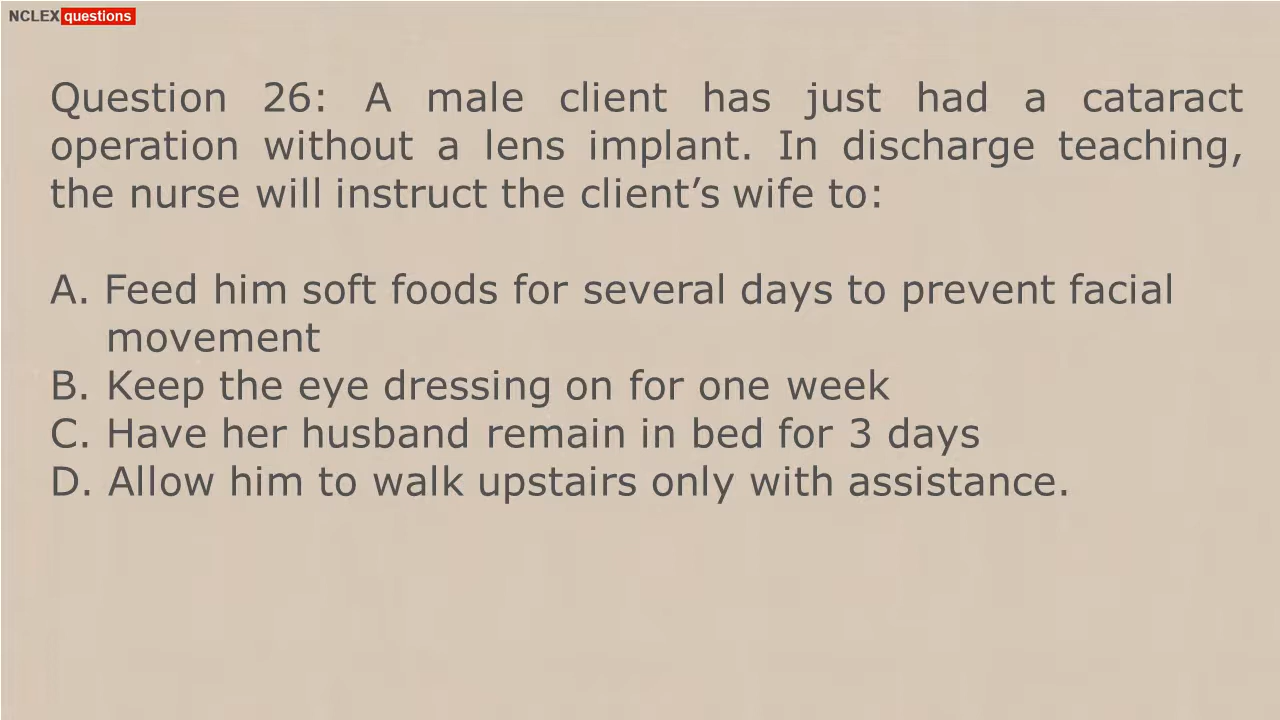 NCLEX questions
Question 26: A male client has just had a cataract
operation without a lens implant. In discharge teaching,
the nurse will instruct the client’s wife to:
A. Feed him soft foods for several days to prevent facial
movement
B. Keep the eye dressing on for one week
C. Have her husband remain in bed for 3 days
D. Allow him to walk upstairs only with assistance.